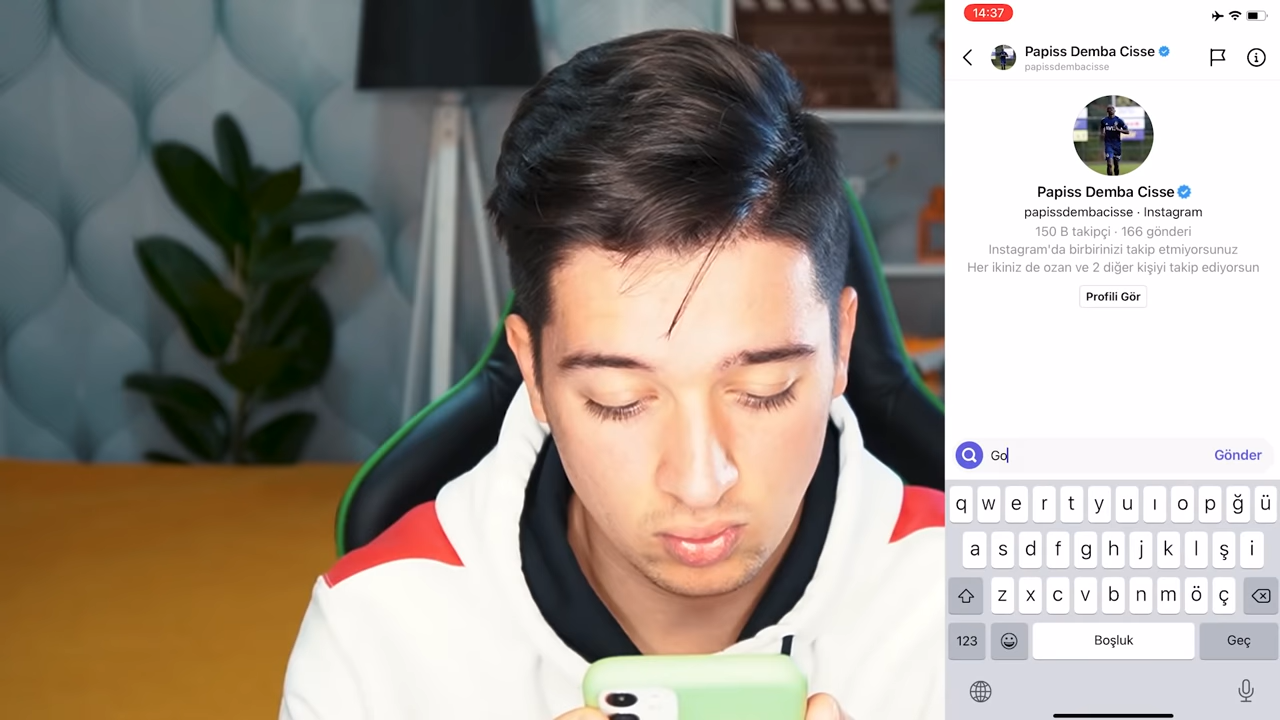 14:37
Papiss Demba Cisse
papissdembacisse
Papiss Demba Cisse
papissdembacisse · Instagram
150 B takipçi · 166 gönderi
Instagram'da birbirinizi takip etmiyorsunuz
Her ikiniz de ozan ve 2 diğer kişiyi takip ediyorsun
Profili Gör
Go Gönder
q w e r t y u ı o p ğ ü
a s d f g h j k l ş i
z x c v b n m ö ç
123 Boşluk Geç